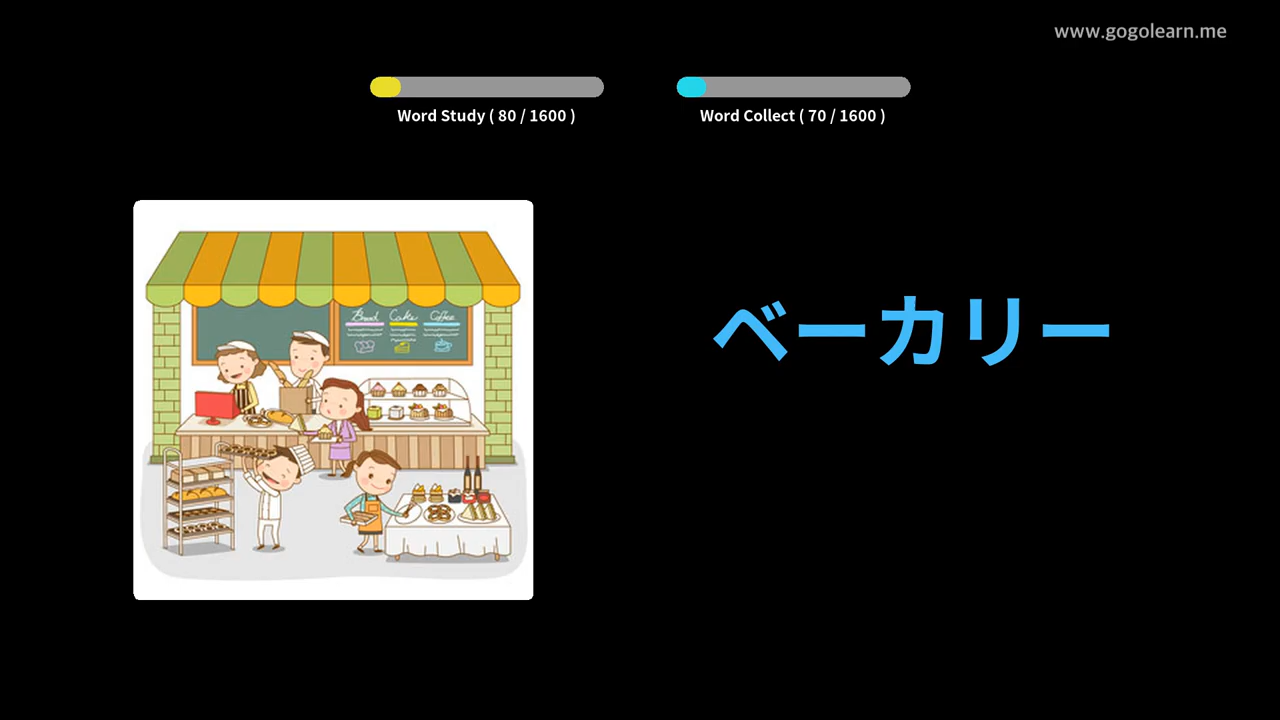 www.gogolearn.me
Word Study ( 80 / 1600 )
Word Collect ( 70 / 1600 )
Bread Cake Coffee
ベーカリー